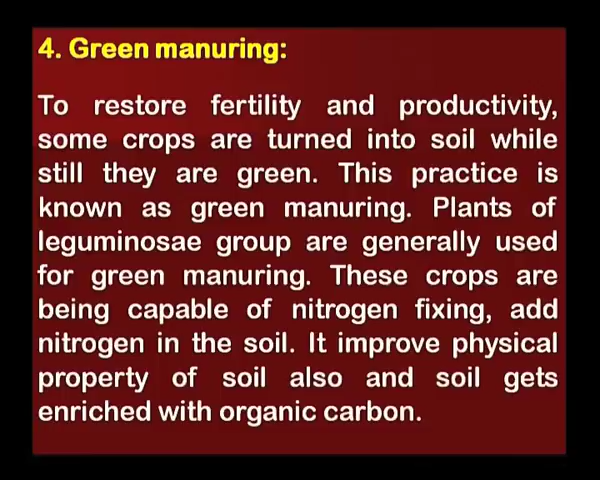 4. Green manuring:
To restore fertility and productivity,
some crops are turned into soil while
still they are green. This practice is
known as green manuring. Plants of
leguminosae group are generally used
for green manuring. These crops are
being capable of nitrogen fixing, add
nitrogen in the soil. It improve physical
property of soil also and soil gets
enriched with organic carbon.